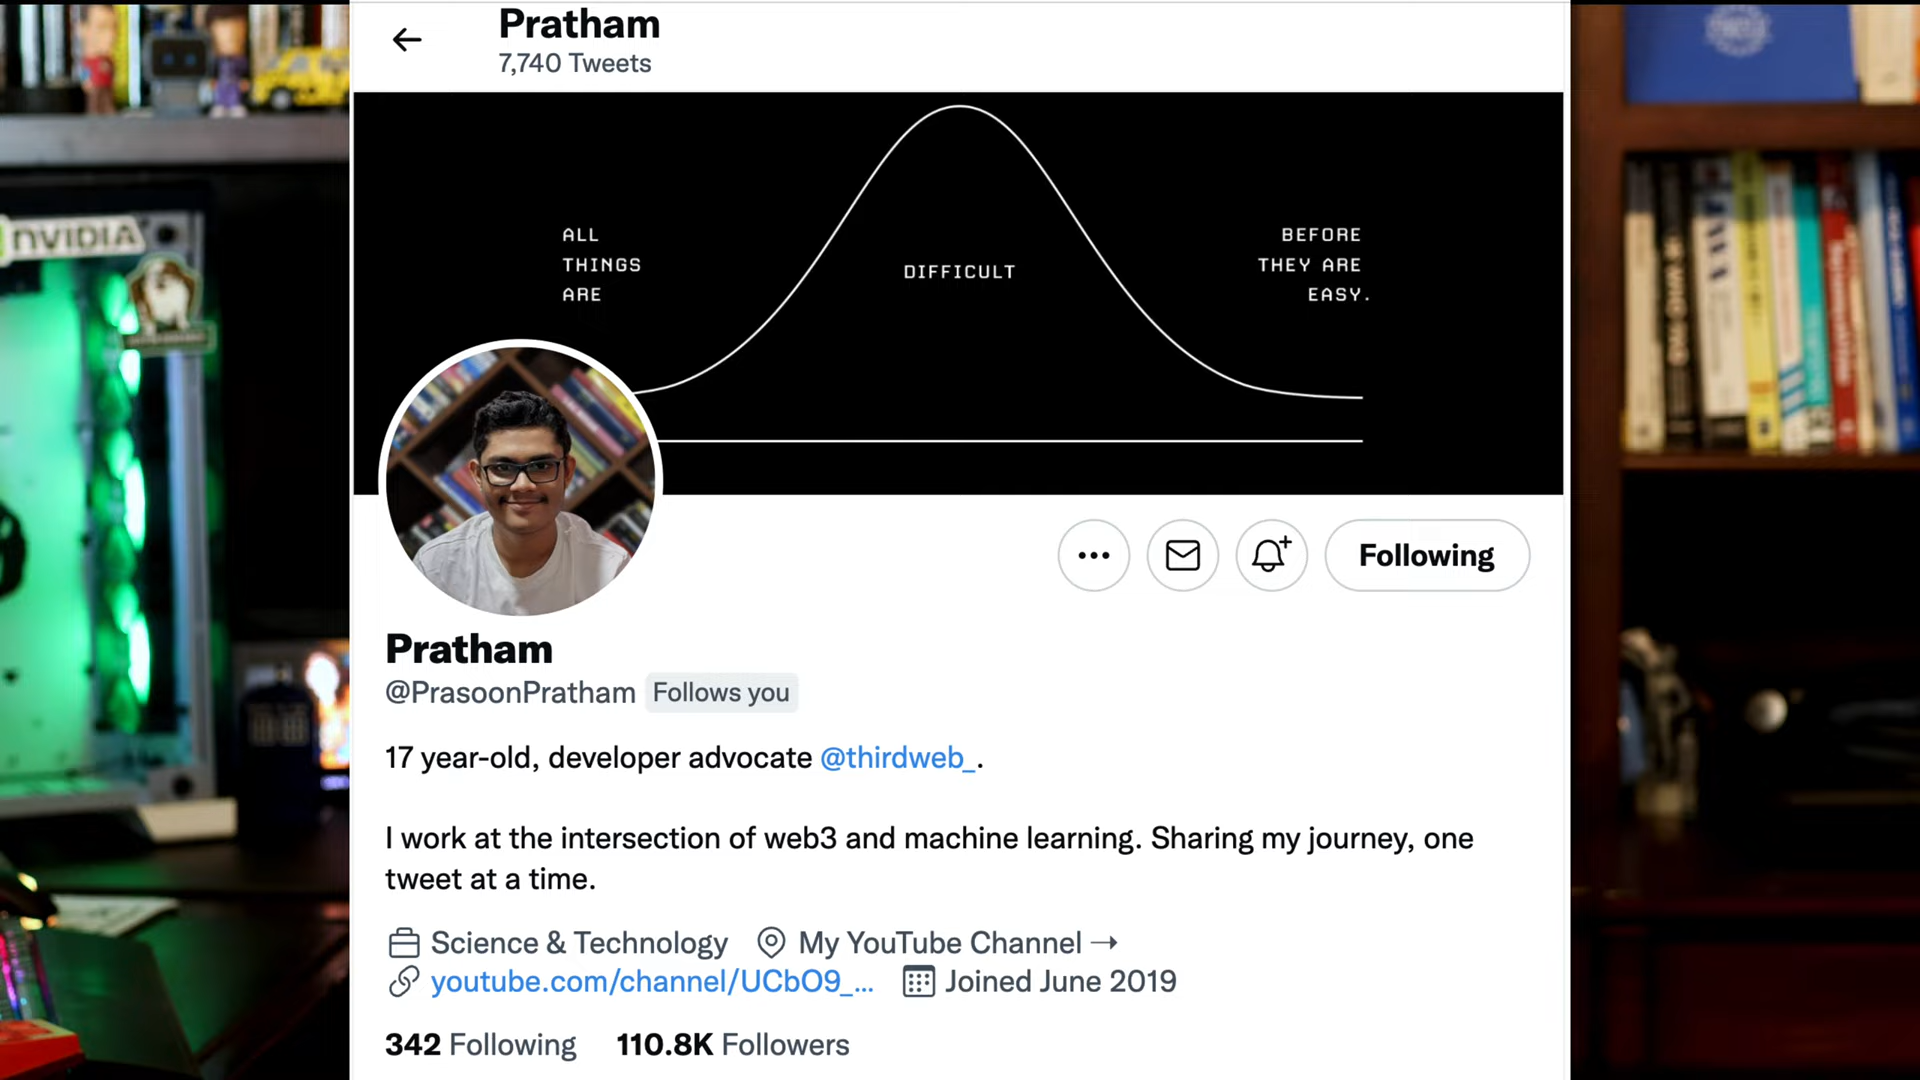 Pratham
7,740 Tweets
ALL
THINGS
ARE
DIFFICULT
BEFORE
THEY ARE
EASY.
NVIDIA
Following
Pratham
@PrasoonPratham Follows you
17 year-old, developer advocate @thirdweb_.
I work at the intersection of web3 and machine learning. Sharing my journey, one
tweet at a time.
Science & Technology My YouTube Channel →
youtube.com/channel/UCbO9_... Joined June 2019
342 Following 110.8K Followers